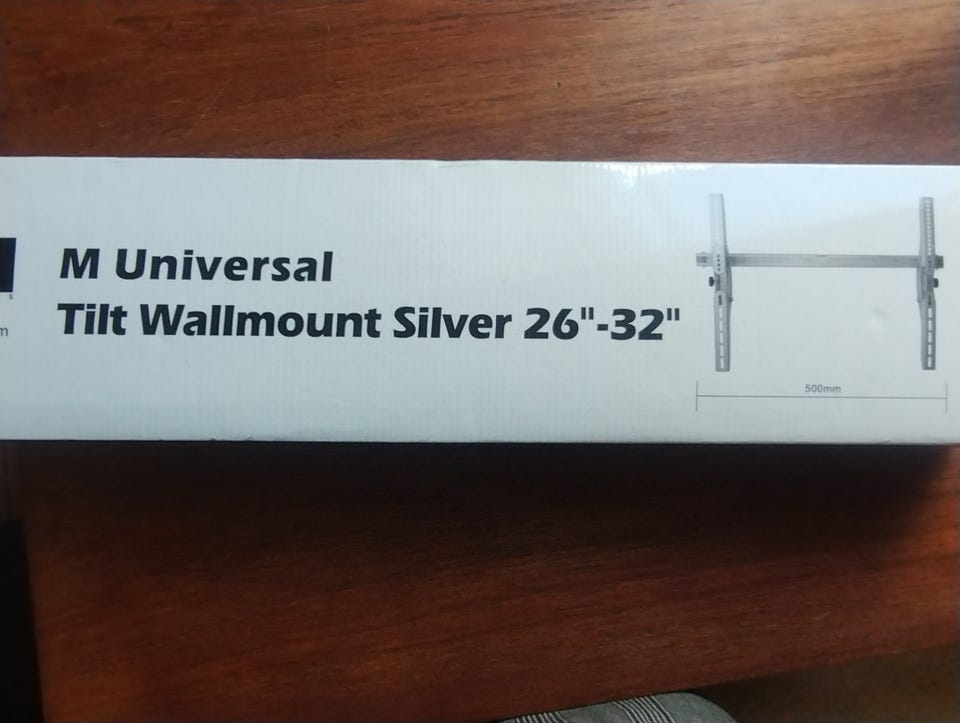 M Universal
Tilt Wallmount Silver 26"-32"
500mm
s
m